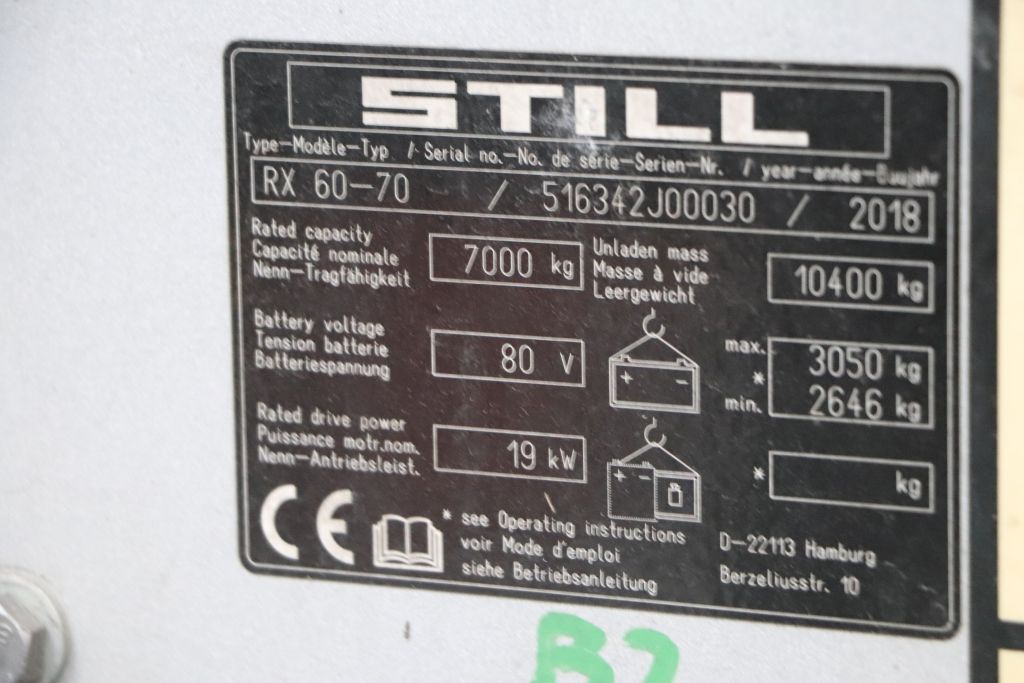 STILL
Type-Modèle-Typ / Serial no.-No. de série-Serien-Nr. / year-année-Baujahr
RX 60-70 / 516342J00030 / 2018
Rated capacity
Capacité nominale
Nenn-Tragfähigkeit
7000 kg
Unladen mass
Masse à vide
Leergewicht
10400 kg
Battery voltage
Tension batterie
Batteriespannung
80 V
+ -
max. 3050 kg
*
min. 2646 kg
Rated drive power
Puissance motr.nom.
Nenn-Antriebsleist.
19 kW
+ -
* kg
CE
* see Operating instructions
voir Mode d'emploi
siehe Betriebsanleitung
D-22113 Hamburg
Berzeliusstr. 10